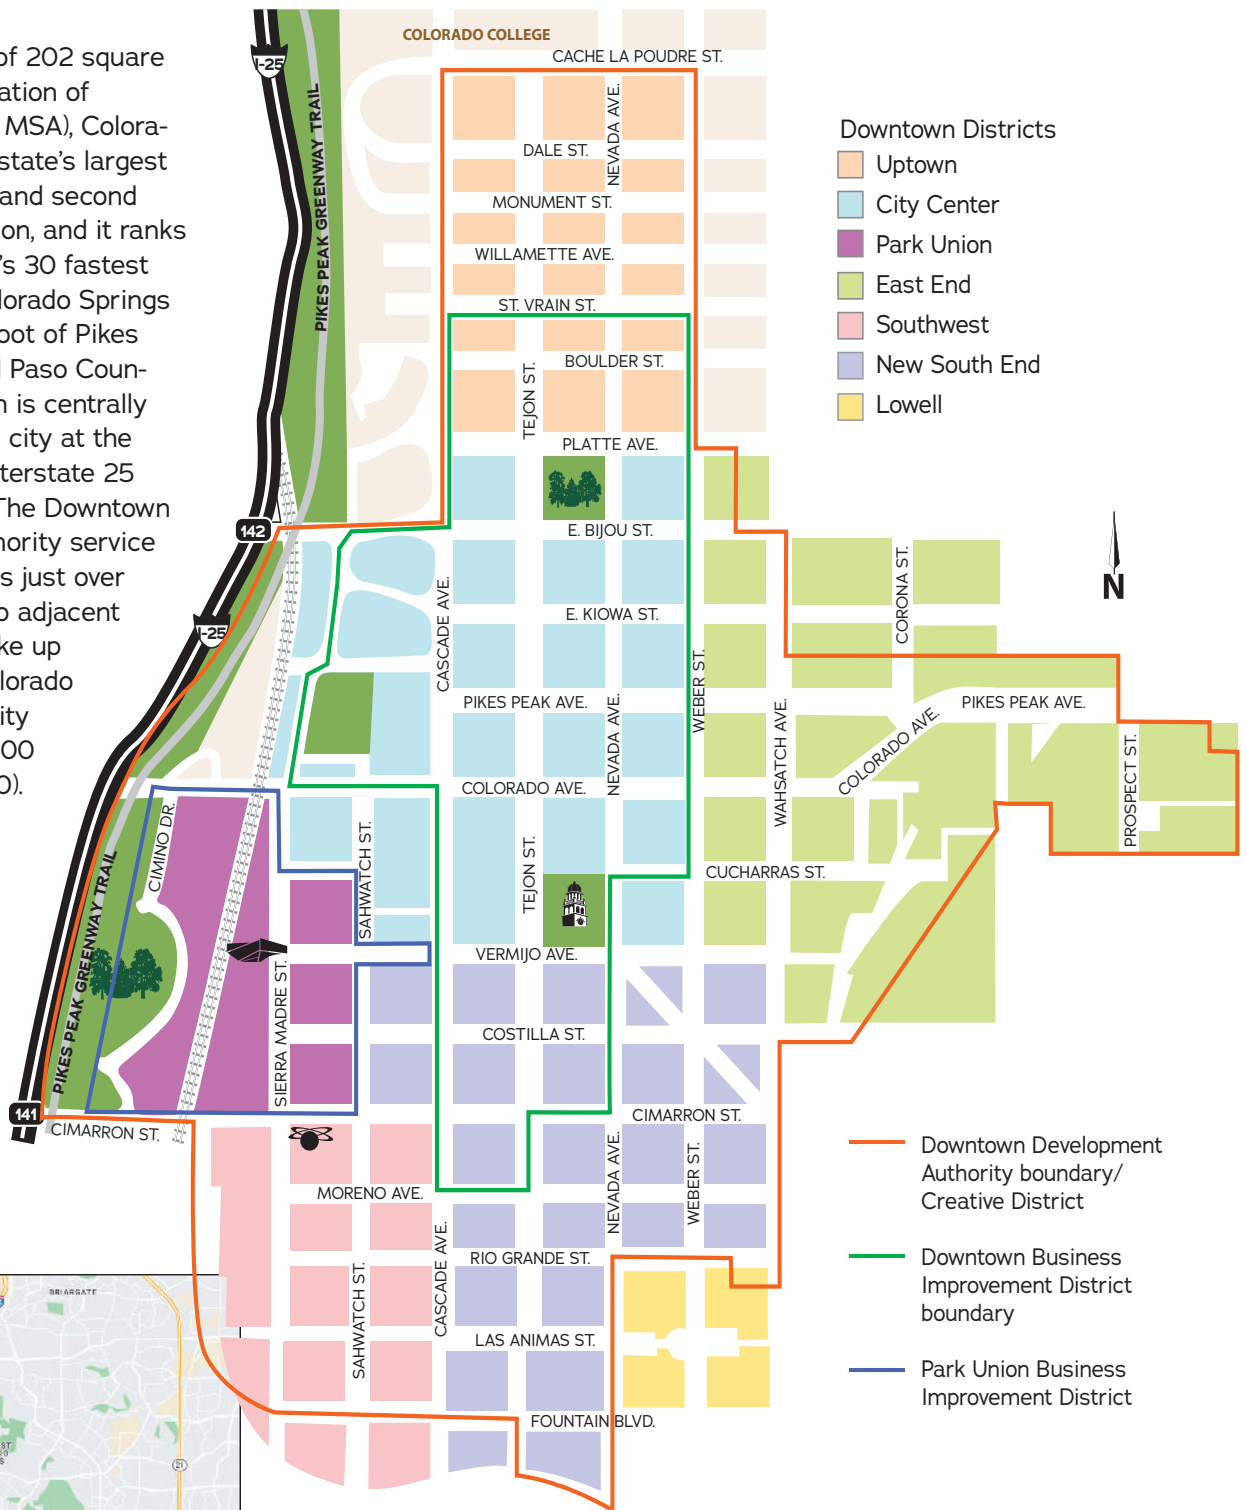 of 202 square
ation of
MSA), Colora-
state's largest
and second
on, and it ranks
's 30 fastest
lorado Springs
oot of Pikes
l Paso Coun-
n is centrally
city at the
nterstate 25
The Downtown
hority service
s just over
o adjacent
ke up
lorado
ity
00
0).
COLORADO COLLEGE
CACHE LA POUDRE ST.
I-25
PIKES PEAK GREENWAY TRAIL
NEVADA AVE.
DALE ST.
MONUMENT ST.
WILLAMETTE AVE.
ST. VRAIN ST.
BOULDER ST.
TEJON ST.
PLATTE AVE.
142
E. BIJOU ST.
E. KIOWA ST.
CASCADE AVE.
I-25
CORONA ST.
WEBER ST.
PIKES PEAK AVE.
NEVADA AVE.
WAHSATCH AVE.
COLORADO AVE.
PIKES PEAK AVE.
PROSPECT ST.
COLORADO AVE.
CIMINO DR.
SAHWATCH ST.
TEJON ST.
CUCHARRAS ST.
PIKES PEAK GREENWAY TRAIL
VERMIJO AVE.
SIERRA MADRE ST.
COSTILLA ST.
141
CIMARRON ST.
CIMARRON ST.
NEVADA AVE.
WEBER ST.
MORENO AVE.
CASCADE AVE.
RIO GRANDE ST.
SAHWATCH ST.
LAS ANIMAS ST.
FOUNTAIN BLVD.
Downtown Districts
Uptown
City Center
Park Union
East End
Southwest
New South End
Lowell
N
Downtown Development
Authority boundary/
Creative District
Downtown Business
Improvement District
boundary
Park Union Business
Improvement District
BRIARGATE
21